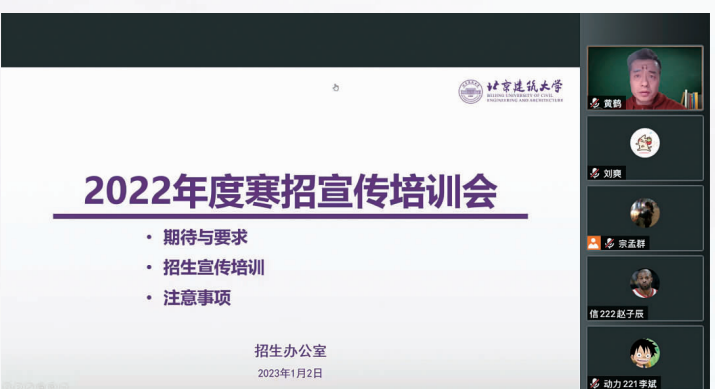 北京建筑大学
BEIJING UNIVERSITY OF CIVIL
ENGINEERING AND ARCHITECTURE
2022年度寒招宣传培训会
• 期待与要求
• 招生宣传培训
• 注意事项
招生办公室
2023年1月2日
黄鹤
刘爽
宗孟群
信222赵子辰
动力221李斌